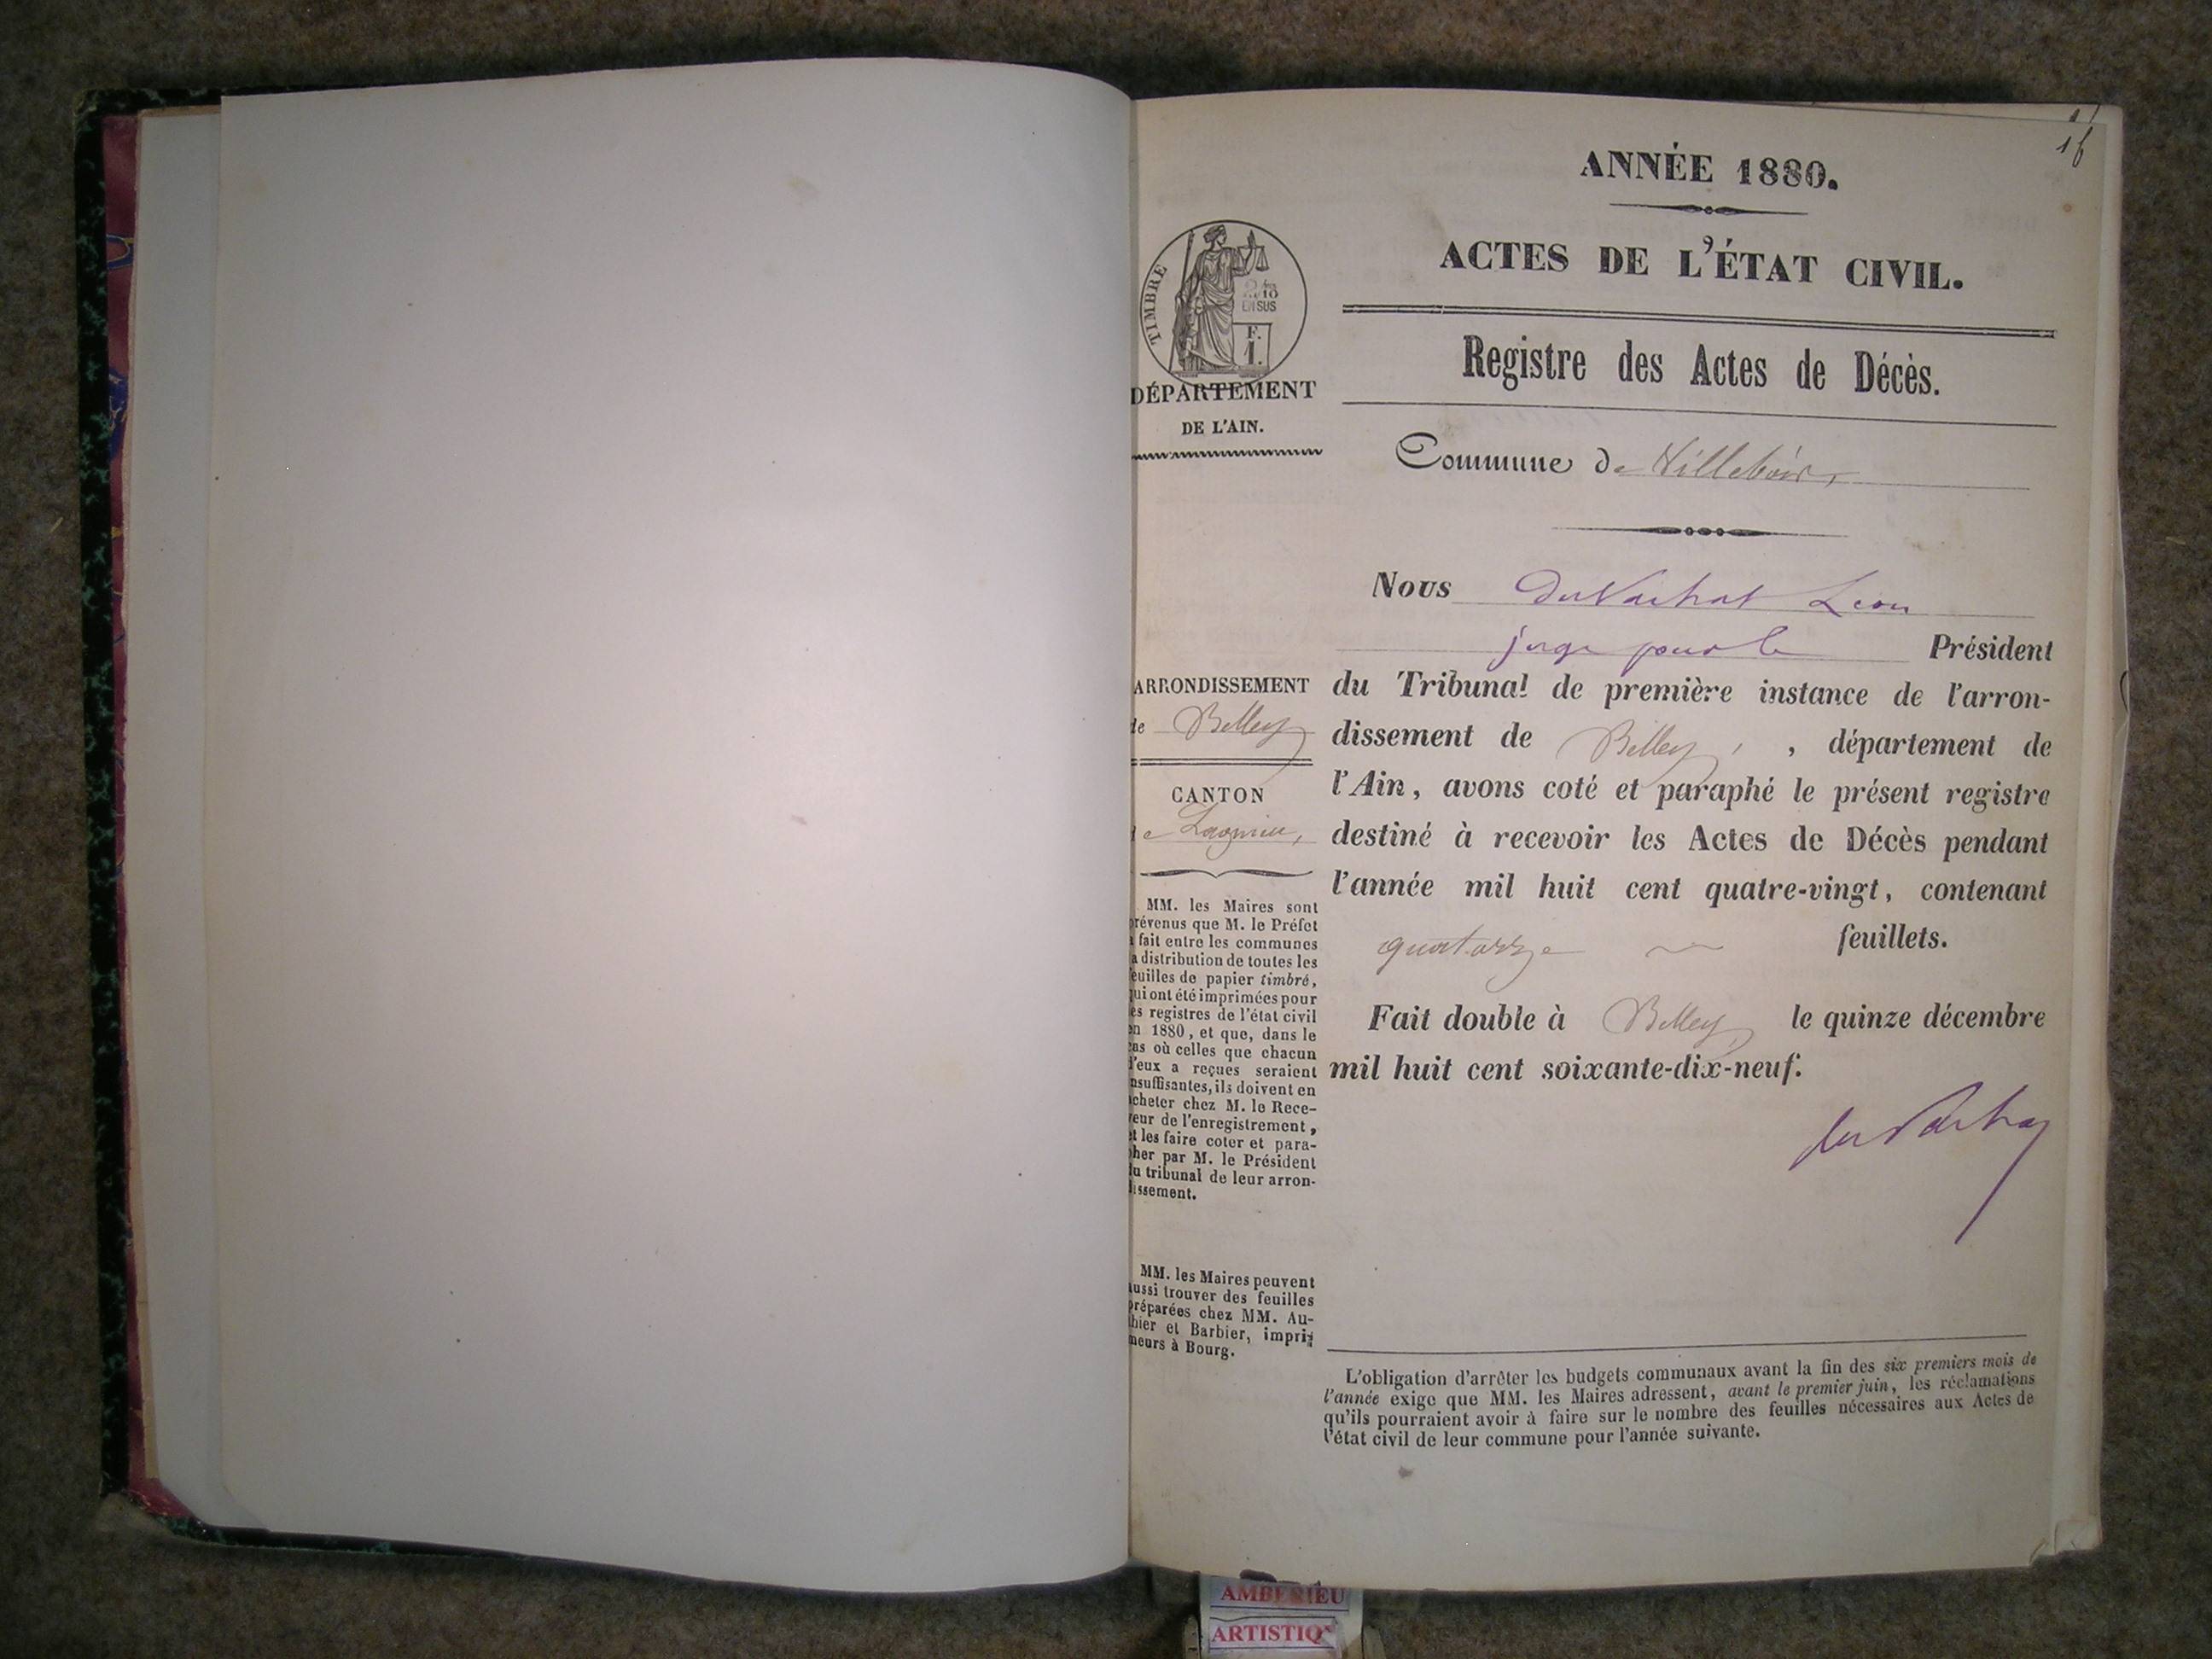 16
ANNÉE 1880.
ACTES DE L'ÉTAT CIVIL.
Registre des Actes de Décès.
Commune de Villebois,
Nous DuVachat Léon
juge pour le Président
du Tribunal de première instance de l'arron-
dissement de Belley, , département de
l'Ain, avons coté et paraphé le présent registre
destiné à recevoir les Actes de Décès pendant
l'année mil huit cent quatre-vingt, contenant
quatorze feuillets.
Fait double à Belley, le quinze décembre
mil huit cent soixante-dix-neuf.
DuVachat
L'obligation d'arrêter les budgets communaux avant la fin des six premiers mois de
l'année exige que MM. les Maires adressent, avant le premier juin, les réclamations
qu'ils pourraient avoir à faire sur le nombre des feuilles nécessaires aux Actes de
l'état civil de leur commune pour l'année suivante.
TIMBRE
2/10
EN SUS
F.
1.
DÉPARTEMENT
DE L'AIN.
ARRONDISSEMENT
de Belley
CANTON
de Lagnieu,
MM. les Maires sont
prévenus que M. le Préfet
a fait entre les communes
la distribution de toutes les
feuilles de papier timbré,
qui ont été imprimées pour
les registres de l'état civil
en 1880, et que, dans le
cas où celles que chacun
d'eux a reçues seraient
insuffisantes, ils doivent en
acheter chez M. le Rece-
veur de l'enregistrement,
et les faire coter et para-
pher par M. le Président
du tribunal de leur arron-
dissement.
MM. les Maires peuvent
aussi trouver des feuilles
préparées chez MM. Au-
thier et Barbier, impri-
meurs à Bourg.
AMBERIEU
ARTISTIQ